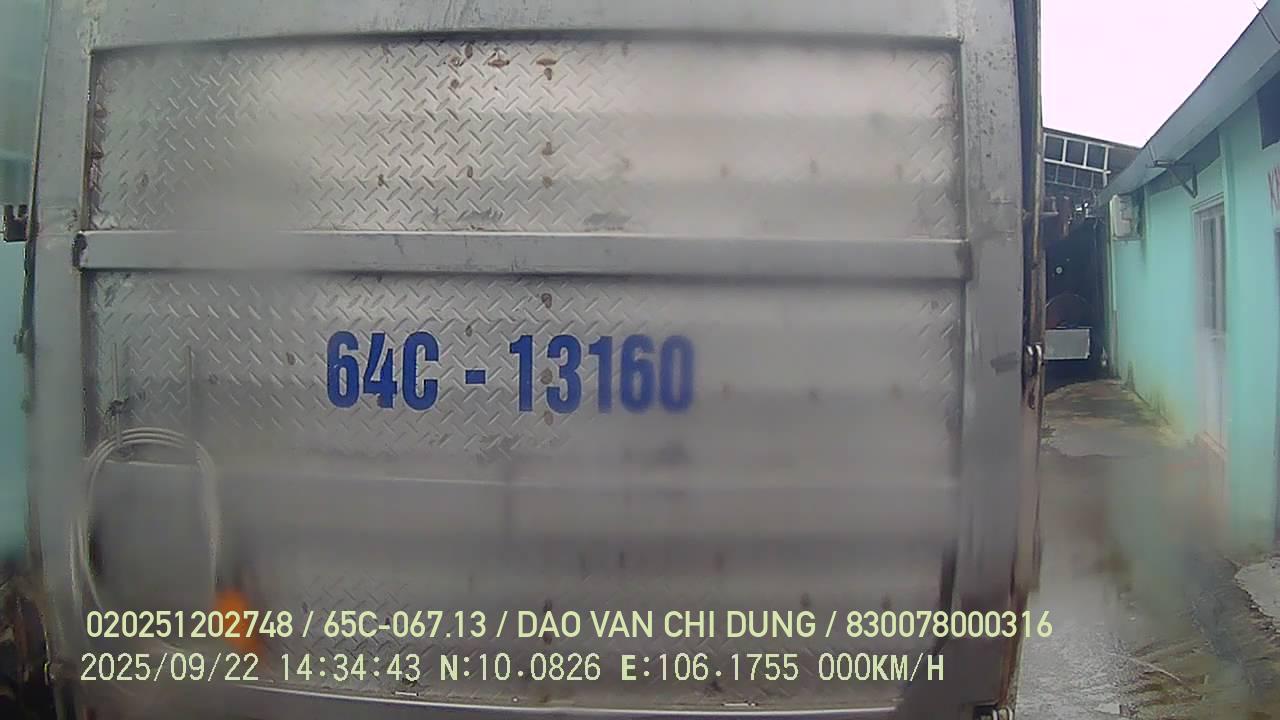 64C - 13160
020251202748 / 65C-067.13 / DAO VAN CHI DUNG / 830078000316
2025/09/22 14:34:43 N:10.0826 E:106.1755 000KM/H